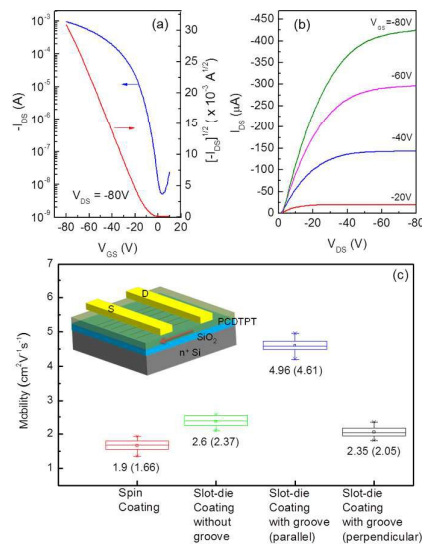 (a)
10⁻³
10⁻⁴
10⁻⁵
10⁻⁶
10⁻⁷
10⁻⁸
10⁻⁹
-I_DS (A)
V_DS = -80V
-80 -60 -40 -20 0 20
V_GS (V)
30
25
20
15
10
5
0
[-I_DS]^1/2 ( x 10⁻³ A^1/2)
(b)
-450
-400
-350
-300
-250
-200
-150
-100
-50
0
I_DS (µA)
V_GS=-80V
-60V
-40V
-20V
0 -20 -40 -60 -80
V_DS (V)
(c)
7
6
5
4
3
2
1
Mobility (cm²V⁻¹s⁻¹)
D
S
PCDTPT
SiO₂
n⁺ Si
4.96 (4.61)
2.6 (2.37)
2.35 (2.05)
1.9 (1.66)
Spin
Coating
Slot-die
Coating
without
groove
Slot-die
Coating
with groove
(parallel)
Slot-die
Coating
with groove
(perpendicular)